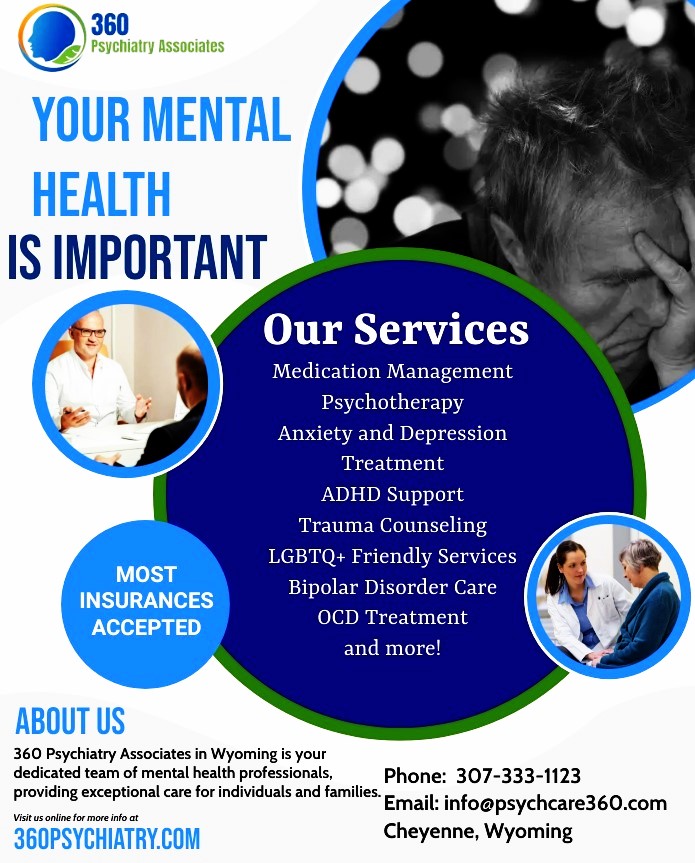 360
Psychiatry Associates
YOUR MENTAL
HEALTH
IS IMPORTANT
Our Services
Medication Management
Psychotherapy
Anxiety and Depression
Treatment
ADHD Support
Trauma Counseling
LGBTQ+ Friendly Services
Bipolar Disorder Care
OCD Treatment
and more!
MOST
INSURANCES
ACCEPTED
ABOUT US
360 Psychiatry Associates in Wyoming is your
dedicated team of mental health professionals,
providing exceptional care for individuals and families.
Visit us online for more info at
360PSYCHIATRY.COM
Phone: 307-333-1123
Email: info@psychcare360.com
Cheyenne, Wyoming